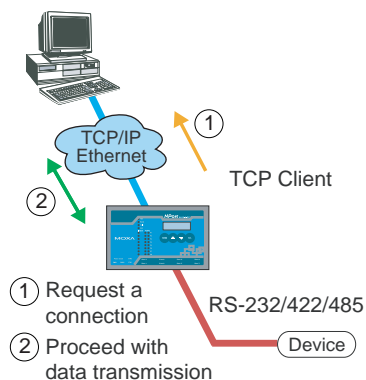 1
TCP/IP
Ethernet
2
TCP Client
MOXA
NPort
1 Request a
connection
RS-232/422/485
2 Proceed with
data transmission
Device